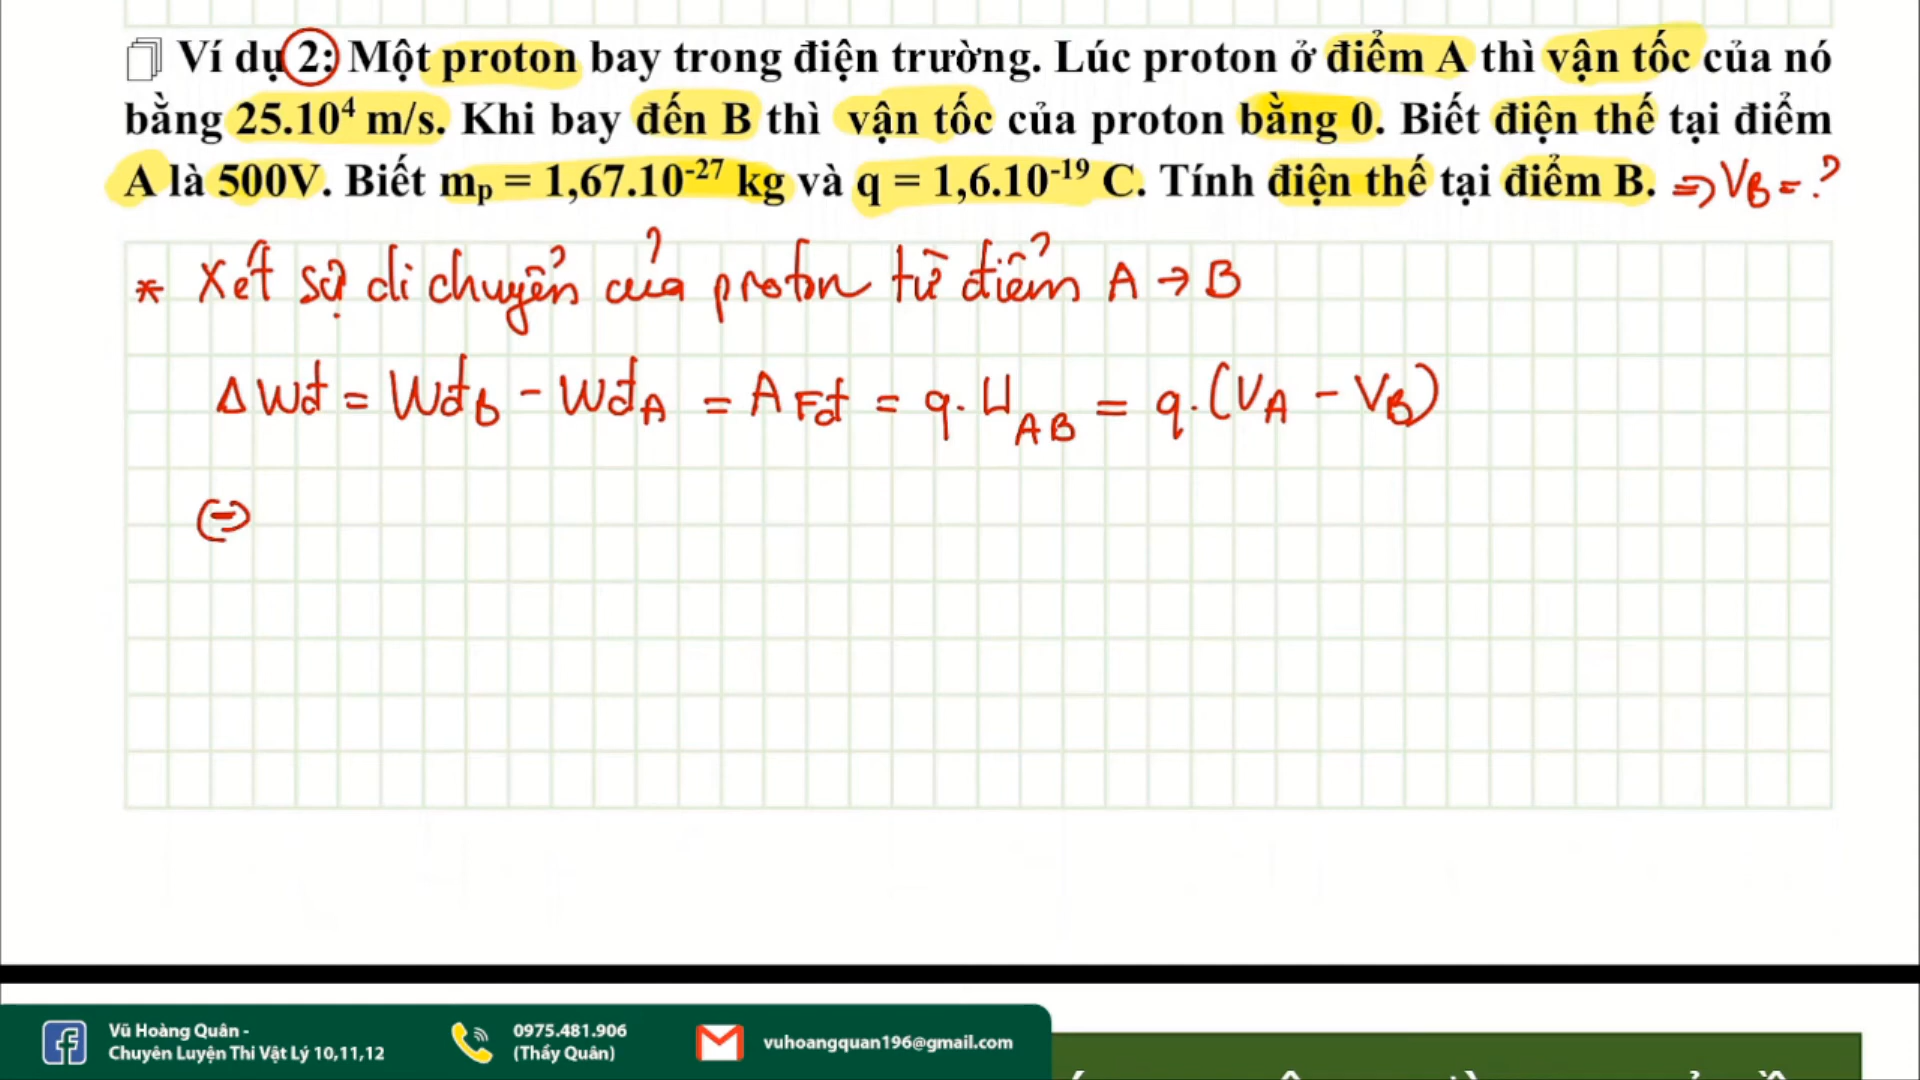 Ví dụ 2: Một proton bay trong điện trường. Lúc proton ở điểm A thì vận tốc của nó
bằng 25.10⁴ m/s. Khi bay đến B thì vận tốc của proton bằng 0. Biết điện thế tại điểm
A là 500V. Biết mₚ = 1,67.10⁻²⁷ kg và q = 1,6.10⁻¹⁹ C. Tính điện thế tại điểm B. => V_B = ?
* Xét sự di chuyển của proton từ điểm A → B
ΔWđ = Wđ_B - Wđ_A = A_Fđ = q.U_AB = q.(V_A - V_B)
⇔
Vũ Hoàng Quân -
Chuyên Luyện Thi Vật Lý 10,11,12
0975.481.906
(Thầy Quân)
vuhoangquan196@gmail.com